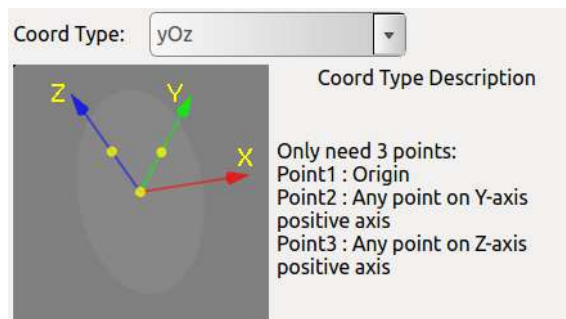 Coord Type: yOz
Coord Type Description
Z Y X
Only need 3 points:
Point1 : Origin
Point2 : Any point on Y-axis
positive axis
Point3 : Any point on Z-axis
positive axis